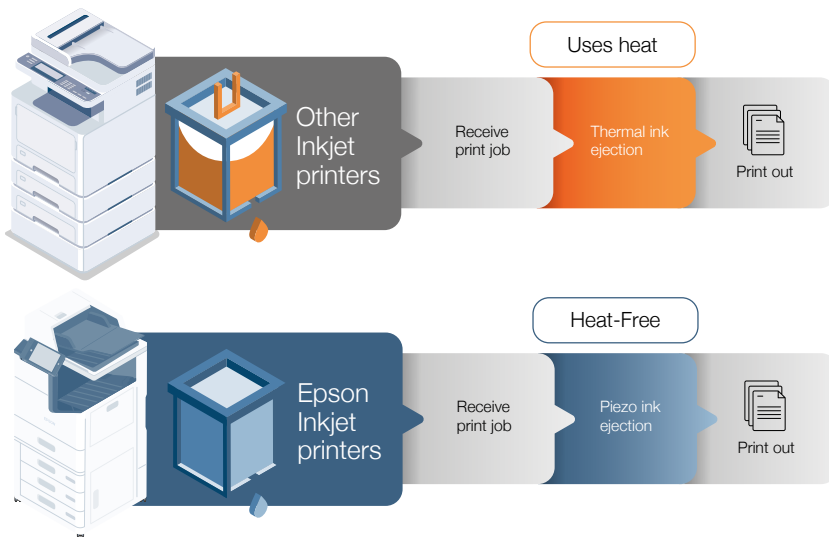 Uses heat
Other
Inkjet
printers
Receive
print job
Thermal ink
ejection
Print out
Heat-Free
Epson
Inkjet
printers
Receive
print job
Piezo ink
ejection
Print out